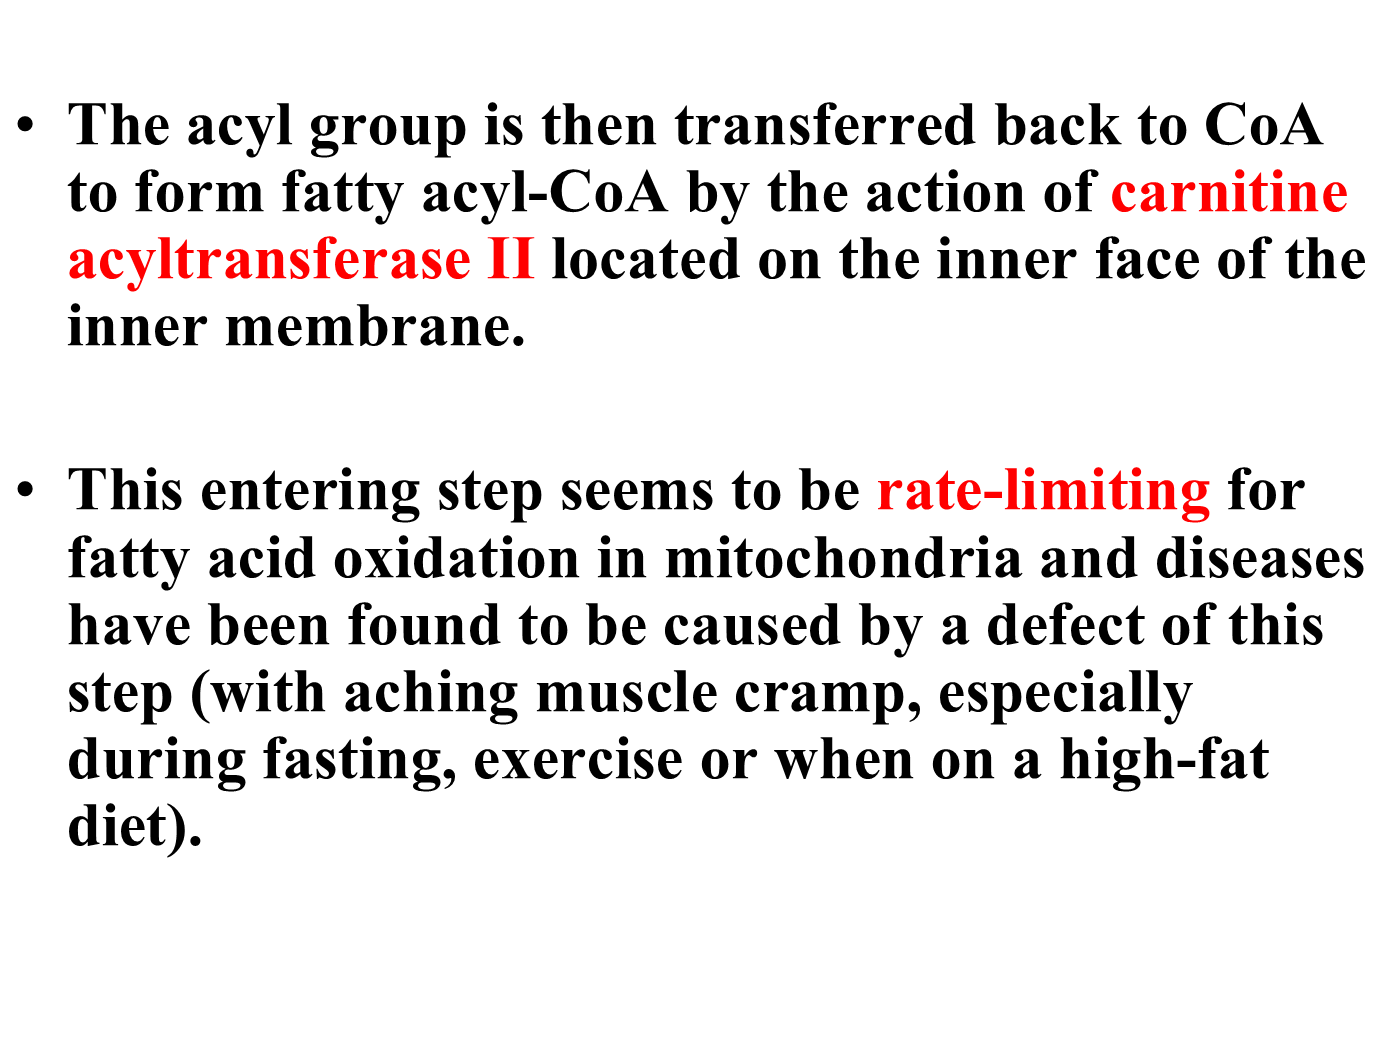 • The acyl group is then transferred back to CoA
to form fatty acyl-CoA by the action of carnitine
acyltransferase II located on the inner face of the
inner membrane.
• This entering step seems to be rate-limiting for
fatty acid oxidation in mitochondria and diseases
have been found to be caused by a defect of this
step (with aching muscle cramp, especially
during fasting, exercise or when on a high-fat
diet).